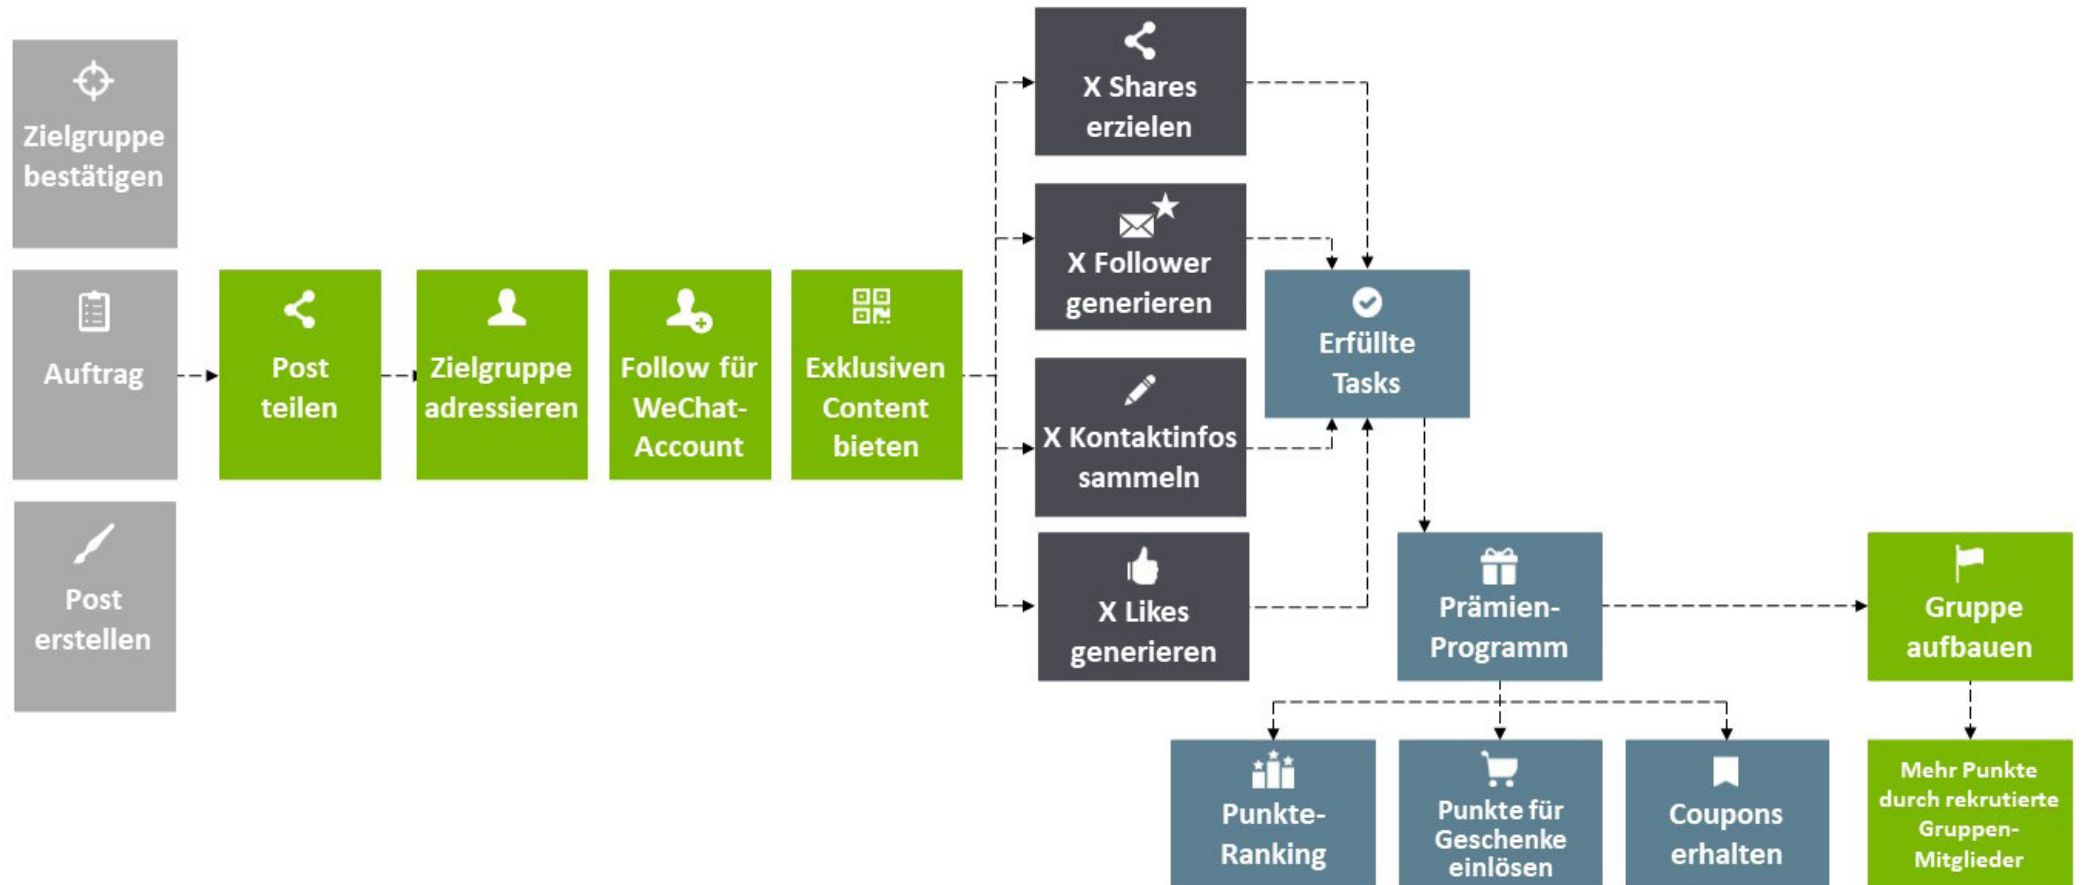 Zielgruppe
bestätigen
Auftrag
Post
erstellen
Post
teilen
Zielgruppe
adressieren
Follow für
WeChat-
Account
Exklusiven
Content
bieten
X Shares
erzielen
X Follower
generieren
X Kontaktinfos
sammeln
X Likes
generieren
Erfüllte
Tasks
Prämien-
Programm
Gruppe
aufbauen
Punkte-
Ranking
Punkte für
Geschenke
einlösen
Coupons
erhalten
Mehr Punkte
durch rekrutierte
Gruppen-
Mitglieder